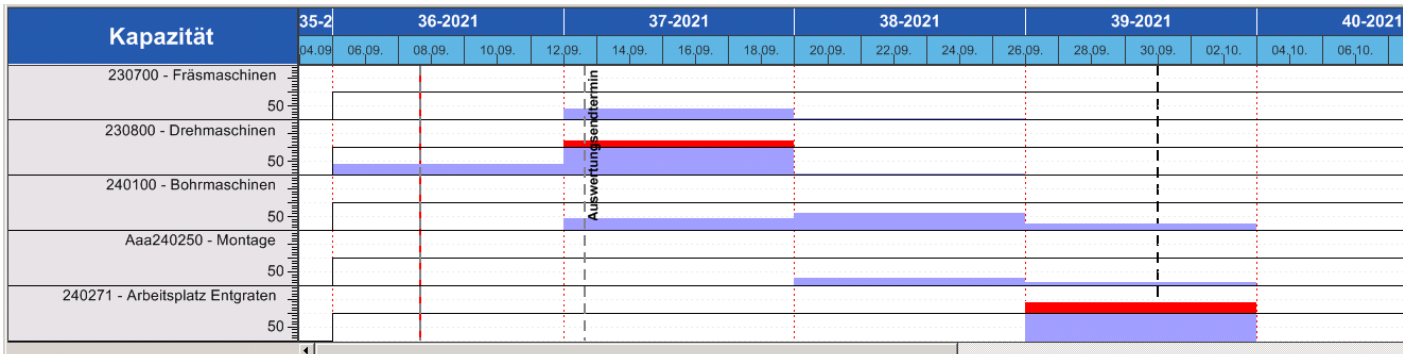 Kapazität
35-2 36-2021 37-2021 38-2021 39-2021 40-2021
04.09 06.09. 08.09. 10.09. 12.09. 14.09. 16.09. 18.09. 20.09. 22.09. 24.09. 26.09. 28.09. 30.09. 02.10. 04.10. 06.10.
230700 - Fräsmaschinen
50
230800 - Drehmaschinen
50
240100 - Bohrmaschinen
50
Aaa240250 - Montage
50
240271 - Arbeitsplatz Entgraten
50
Auswertungsendtermin